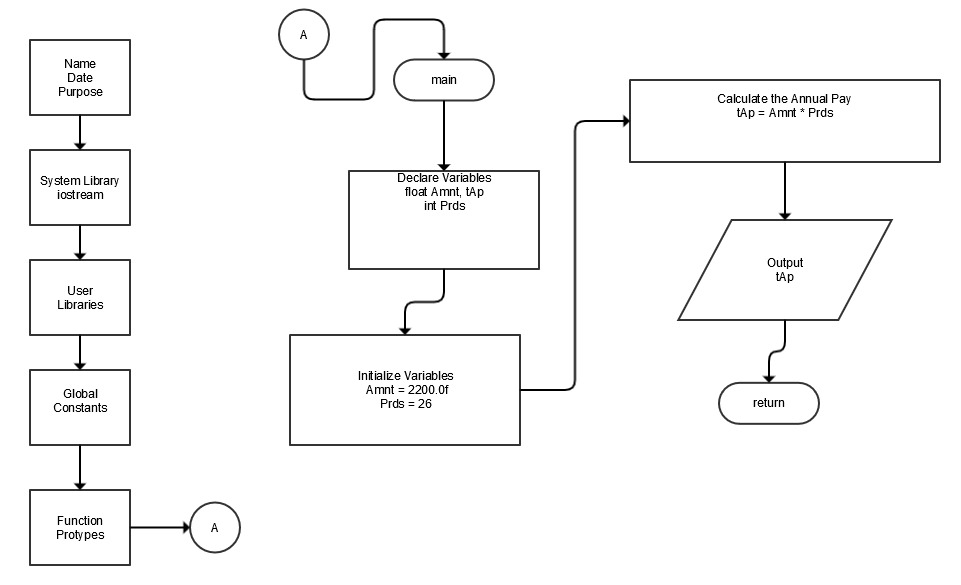 Name
Date
Purpose
System Library
iostream
User
Libraries
Global
Constants
Function
Protypes
A
A
main
Declare Variables
float Amnt, tAp
int Prds
Initialize Variables
Amnt = 2200.0f
Prds = 26
Calculate the Annual Pay
tAp = Amnt * Prds
Output
tAp
return